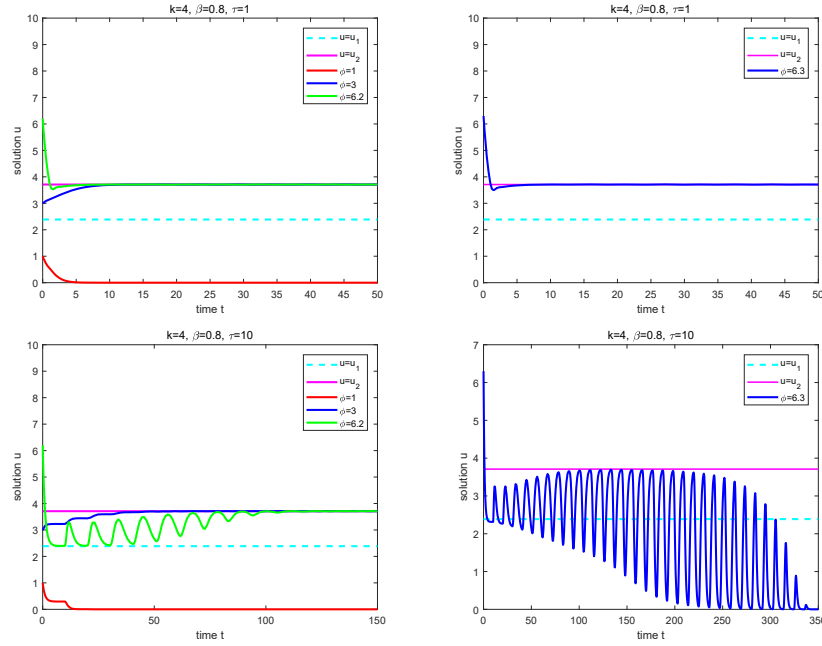 k=4, β=0.8, τ=1
solution u
10
9
8
7
6
5
4
3
2
1
0
u=u1
u=u2
ϕ=1
ϕ=3
ϕ=6.2
0 5 10 15 20 25 30 35 40 45 50
time t
k=4, β=0.8, τ=1
solution u
10
9
8
7
6
5
4
3
2
1
0
u=u1
u=u2
ϕ=6.3
0 5 10 15 20 25 30 35 40 45 50
time t
k=4, β=0.8, τ=10
solution u
10
9
8
7
6
5
4
3
2
1
0
u=u1
u=u2
ϕ=1
ϕ=3
ϕ=6.2
50 100 150
time t
k=4, β=0.8, τ=10
solution u
7
6
5
4
3
2
1
0
u=u1
u=u2
ϕ=6.3
0 50 100 150 200 250 300 350
time t